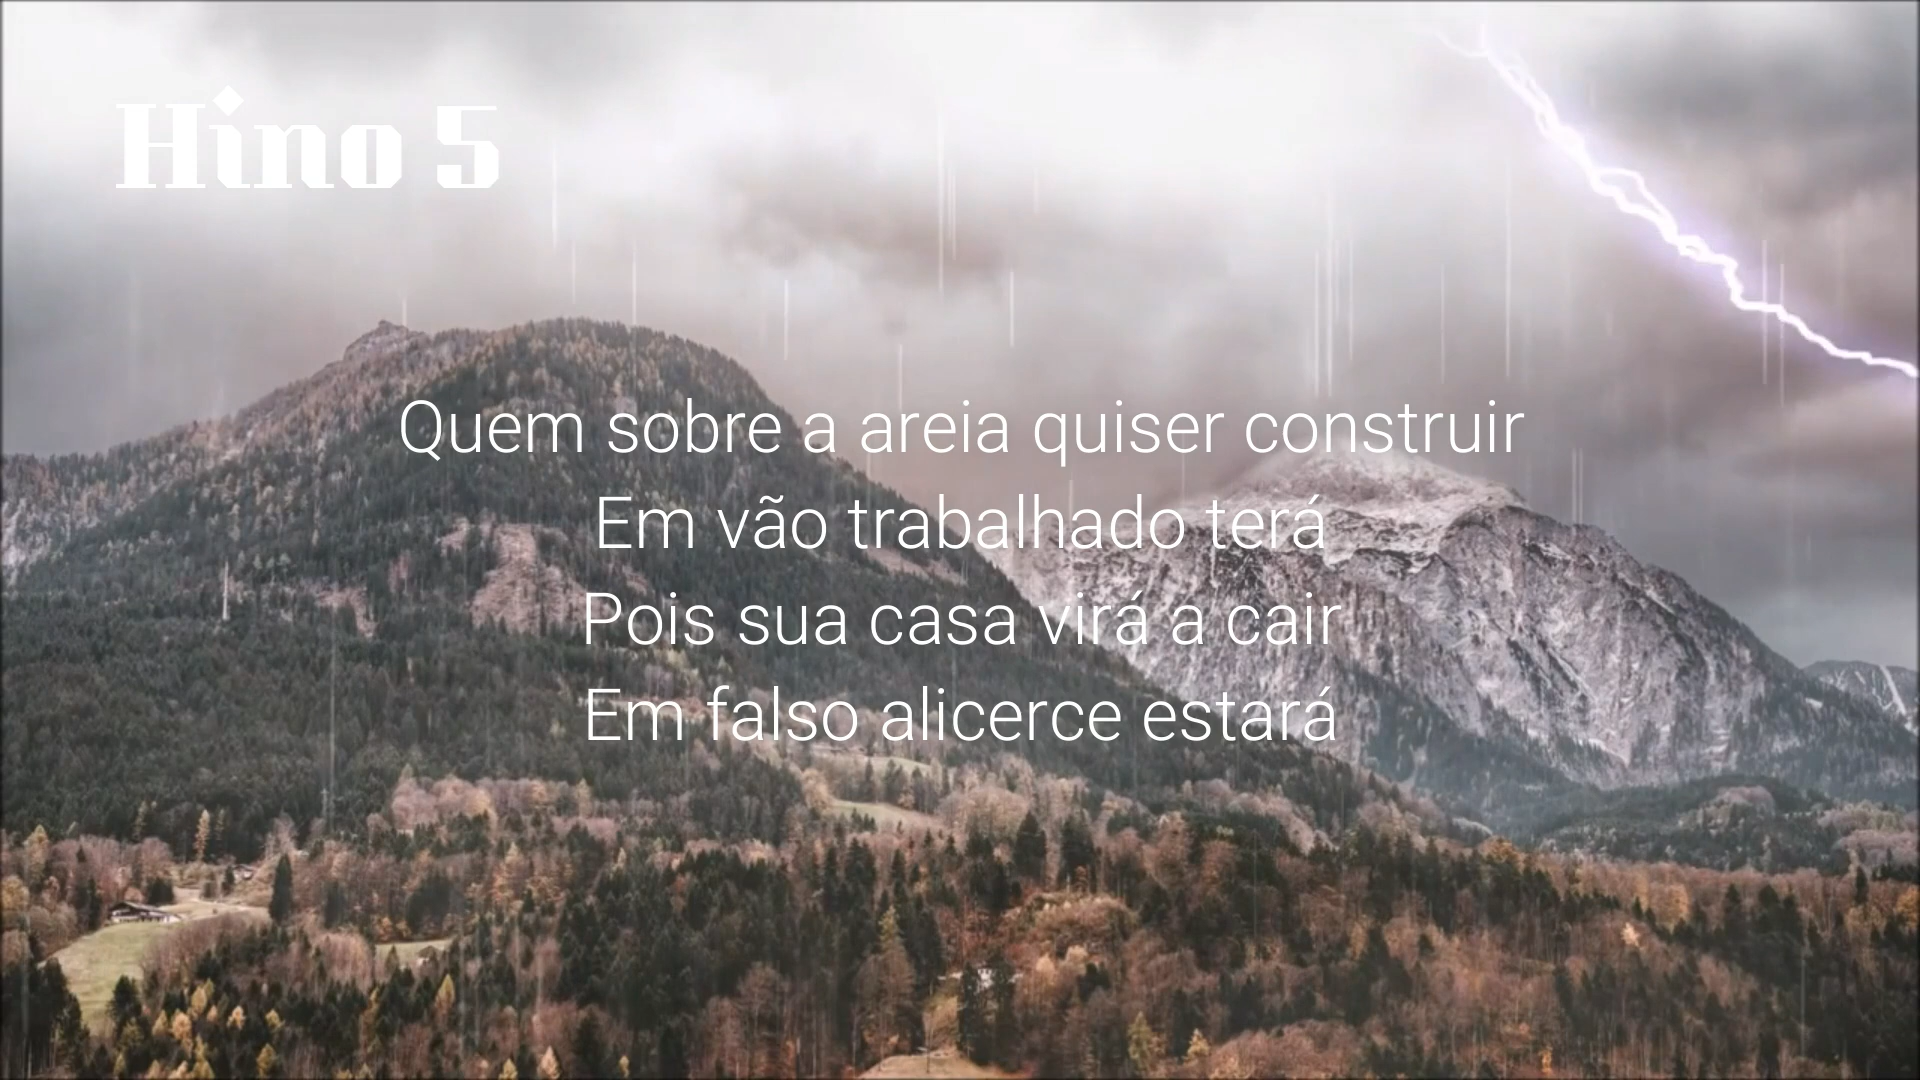 Hino 5
Quem sobre a areia quiser construir
Em vão trabalhado terá
Pois sua casa virá a cair
Em falso alicerce estará